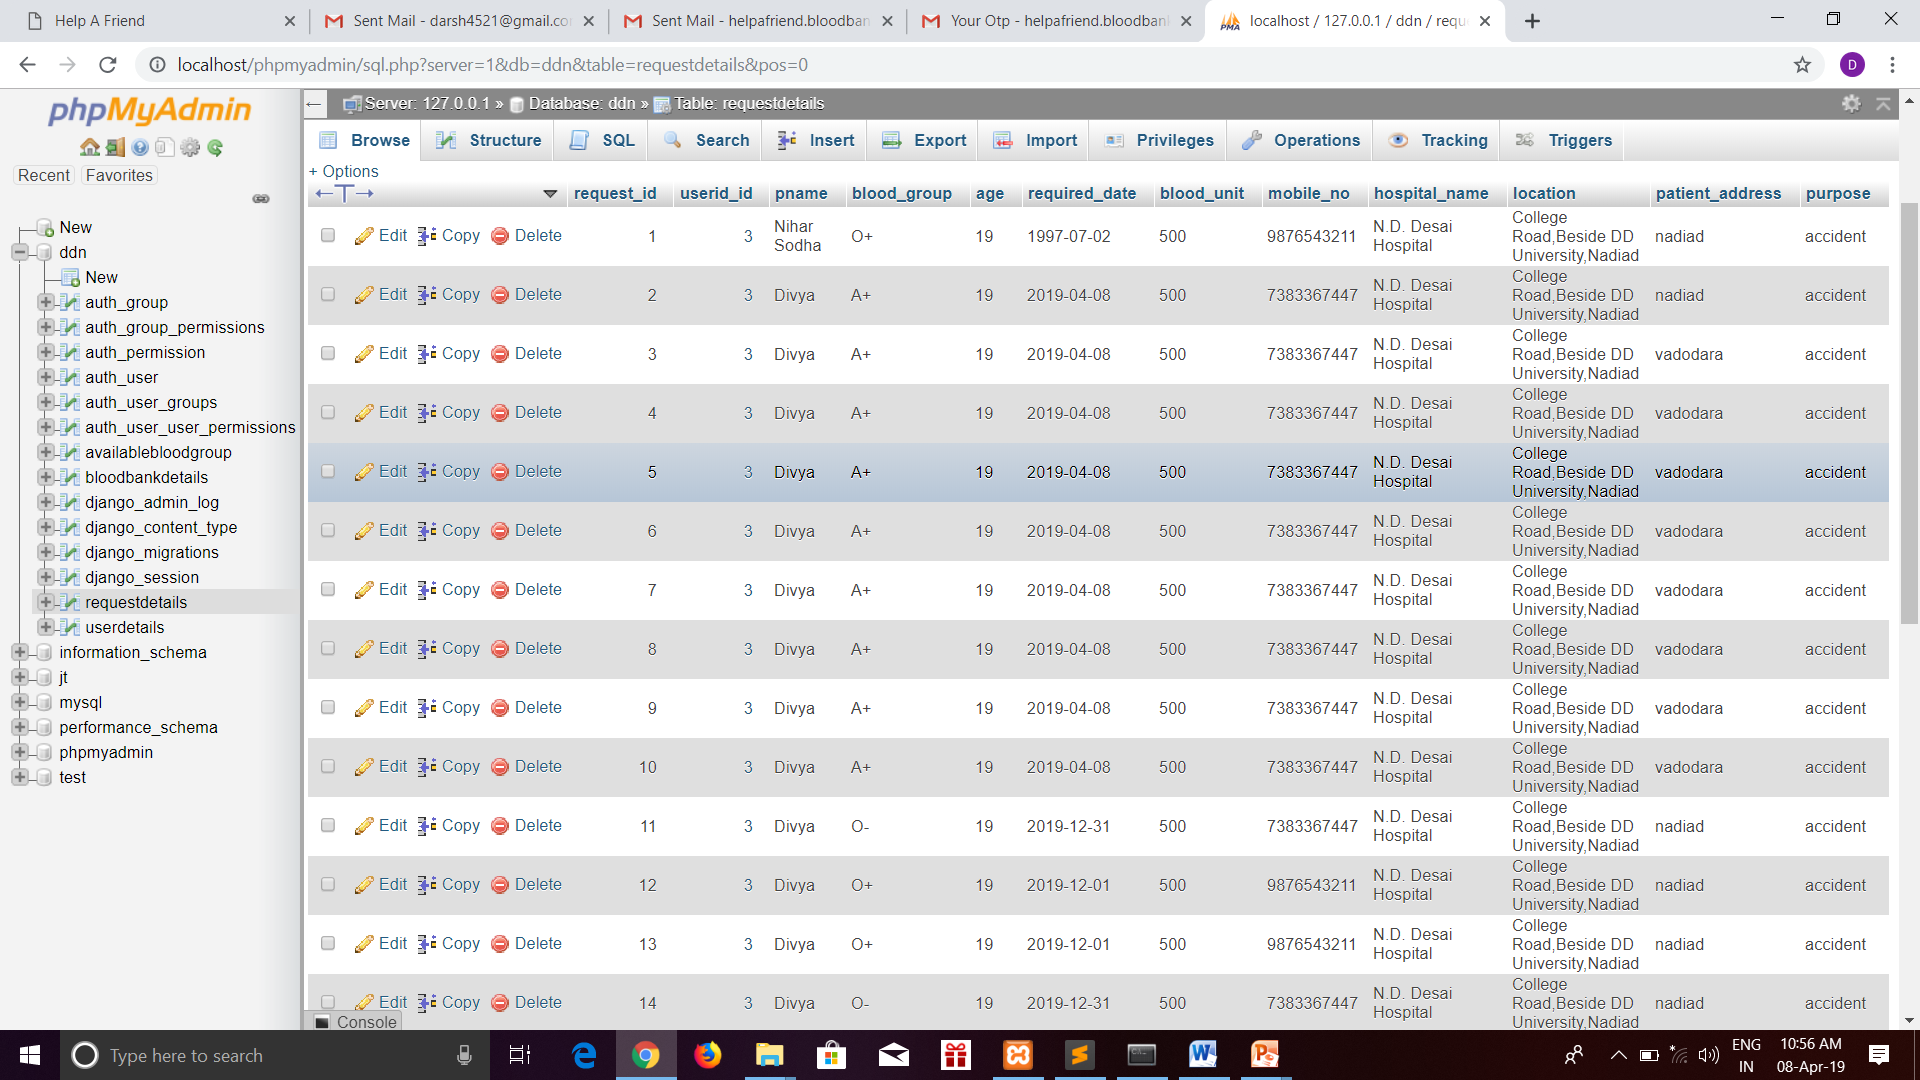 Help A Friend
Sent Mail - darsh4521@gmail.co
Sent Mail - helpafriend.bloodban
Your Otp - helpafriend.bloodban
localhost / 127.0.0.1 / ddn / requ
localhost/phpmyadmin/sql.php?server=1&db=ddn&table=requestdetails&pos=0
D
phpMyAdmin
Recent Favorites
New
ddn
New
auth_group
auth_group_permissions
auth_permission
auth_user
auth_user_groups
auth_user_user_permissions
availablebloodgroup
bloodbankdetails
django_admin_log
django_content_type
django_migrations
django_session
requestdetails
userdetails
information_schema
jt
mysql
performance_schema
phpmyadmin
test
Server: 127.0.0.1 » Database: ddn » Table: requestdetails
Browse Structure SQL Search Insert Export Import Privileges Operations Tracking Triggers
+ Options
request_id userid_id pname blood_group age required_date blood_unit mobile_no hospital_name location patient_address purpose
Edit Copy Delete 1 3 Nihar Sodha O+ 19 1997-07-02 500 9876543211 N.D. Desai Hospital College Road,Beside DD University,Nadiad nadiad accident
Edit Copy Delete 2 3 Divya A+ 19 2019-04-08 500 7383367447 N.D. Desai Hospital College Road,Beside DD University,Nadiad nadiad accident
Edit Copy Delete 3 3 Divya A+ 19 2019-04-08 500 7383367447 N.D. Desai Hospital College Road,Beside DD University,Nadiad vadodara accident
Edit Copy Delete 4 3 Divya A+ 19 2019-04-08 500 7383367447 N.D. Desai Hospital College Road,Beside DD University,Nadiad vadodara accident
Edit Copy Delete 5 3 Divya A+ 19 2019-04-08 500 7383367447 N.D. Desai Hospital College Road,Beside DD University,Nadiad vadodara accident
Edit Copy Delete 6 3 Divya A+ 19 2019-04-08 500 7383367447 N.D. Desai Hospital College Road,Beside DD University,Nadiad vadodara accident
Edit Copy Delete 7 3 Divya A+ 19 2019-04-08 500 7383367447 N.D. Desai Hospital College Road,Beside DD University,Nadiad vadodara accident
Edit Copy Delete 8 3 Divya A+ 19 2019-04-08 500 7383367447 N.D. Desai Hospital College Road,Beside DD University,Nadiad vadodara accident
Edit Copy Delete 9 3 Divya A+ 19 2019-04-08 500 7383367447 N.D. Desai Hospital College Road,Beside DD University,Nadiad vadodara accident
Edit Copy Delete 10 3 Divya A+ 19 2019-04-08 500 7383367447 N.D. Desai Hospital College Road,Beside DD University,Nadiad vadodara accident
Edit Copy Delete 11 3 Divya O- 19 2019-12-31 500 7383367447 N.D. Desai Hospital College Road,Beside DD University,Nadiad nadiad accident
Edit Copy Delete 12 3 Divya O+ 19 2019-12-01 500 9876543211 N.D. Desai Hospital College Road,Beside DD University,Nadiad nadiad accident
Edit Copy Delete 13 3 Divya O+ 19 2019-12-01 500 9876543211 N.D. Desai Hospital College Road,Beside DD University,Nadiad nadiad accident
Edit Copy Delete 14 3 Divya O- 19 2019-12-31 500 7383367447 N.D. Desai Hospital College Road,Beside DD University,Nadiad nadiad accident
Console
Type here to search
ENG
IN
10:56 AM
08-Apr-19